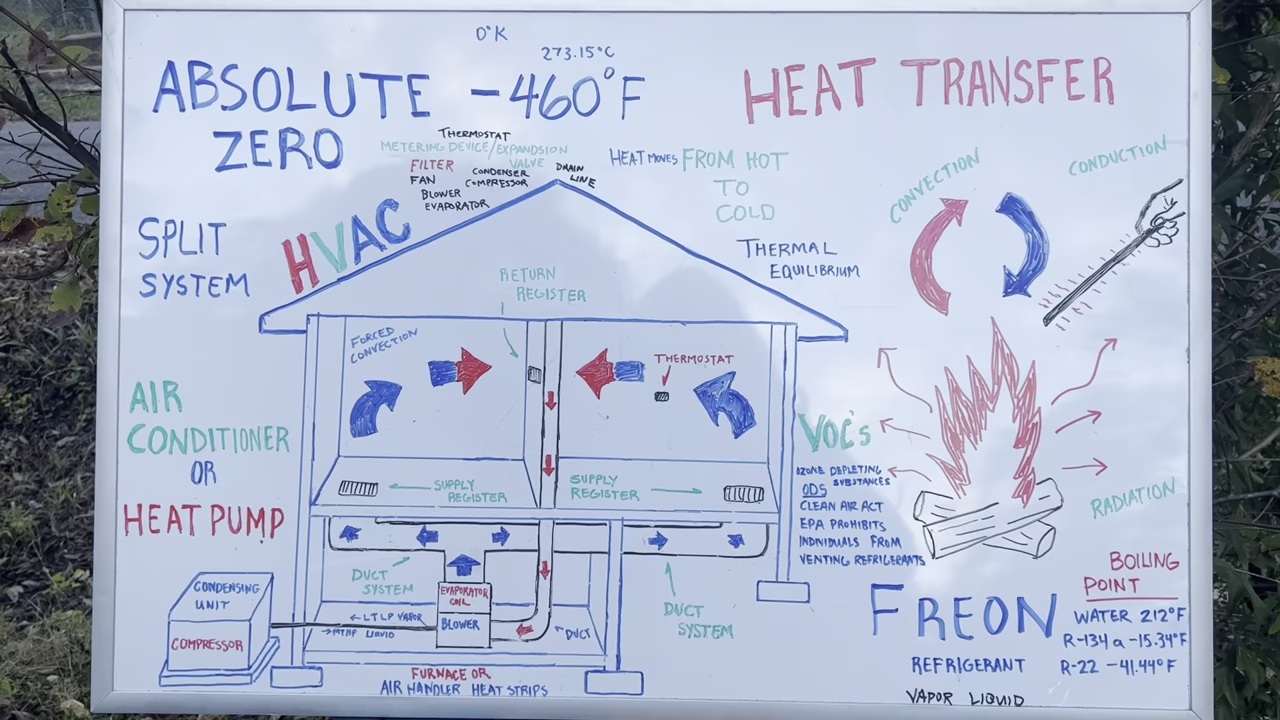 0°K
273.15°C
ABSOLUTE -460°F
ZERO
HEAT TRANSFER
THERMOSTAT
METERING DEVICE/EXPANSION
VALVE
FILTER
FAN
BLOWER
EVAPORATOR
CONDENSER
COMPRESSOR
DRAIN
LINE
HEAT MOVES FROM HOT
TO
COLD
CONVECTION
CONDUCTION
SPLIT
SYSTEM
HVAC
THERMAL
EQUILIBRIUM
RETURN
REGISTER
FORCED
CONVECTION
THERMOSTAT
AIR
CONDITIONER
OR
HEAT PUMP
SUPPLY
REGISTER
SUPPLY
REGISTER
VOC's
OZONE DEPLETING
SUBSTANCES
ODS
CLEAN AIR ACT
EPA PROHIBITS
INDIVIDUALS FROM
VENTING REFRIGERANTS
RADIATION
DUCT
SYSTEM
DUCT
SYSTEM
CONDENSING
UNIT
COMPRESSOR
EVAPORATOR
COIL
BLOWER
LTLP VAPOR
MTHP LIQUID
DUCT
FURNACE OR
AIR HANDLER HEAT STRIPS
FREON
REFRIGERANT
VAPOR LIQUID
BOILING
POINT
WATER 212°F
R-134a -15.34°F
R-22 -41.44°F